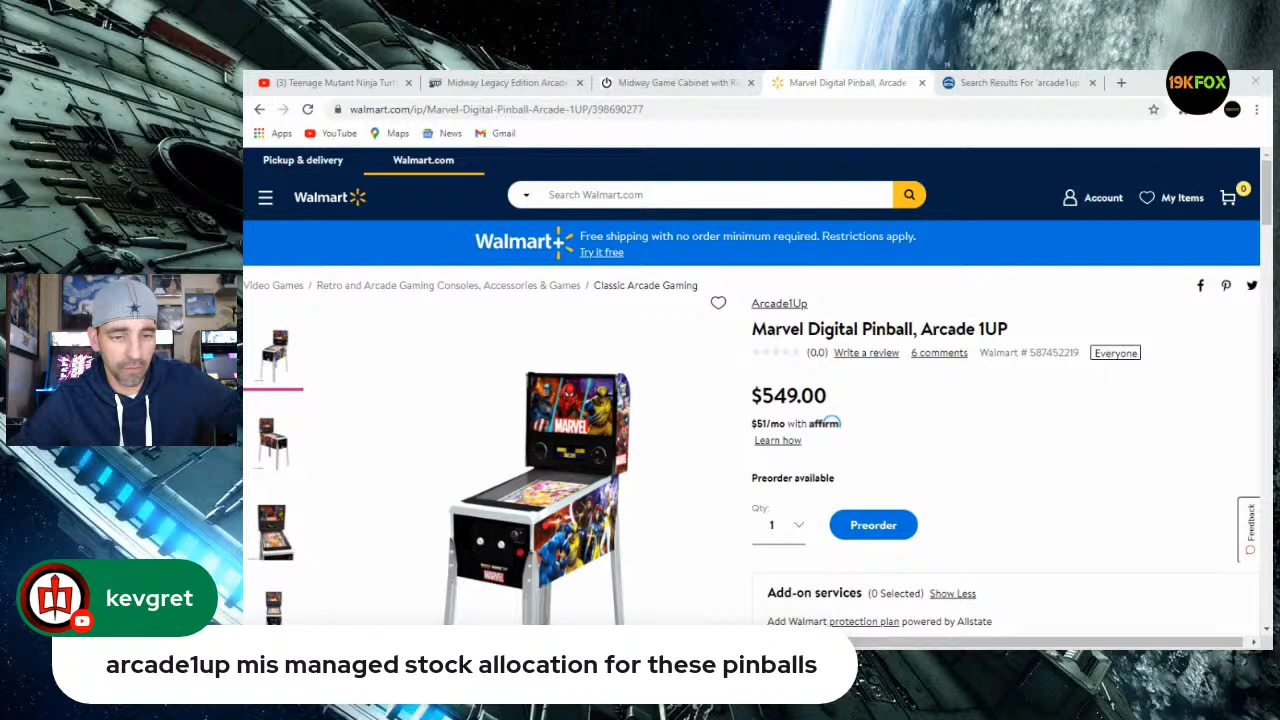 (3) Teenage Mutant Ninja Turt
Midway Legacy Edition Arcade
Midway Game Cabinet with Ri
Marvel Digital Pinball, Arcade
Search Results For 'arcade1up
19KFOX
walmart.com/ip/Marvel-Digital-Pinball-Arcade-1UP/398690277
Apps
YouTube
Maps
News
Gmail
Pickup & delivery
Walmart.com
Walmart
Search Walmart.com
Account
My Items
0
Walmart+
Free shipping with no order minimum required. Restrictions apply.
Try it free
Video Games / Retro and Arcade Gaming Consoles, Accessories & Games / Classic Arcade Gaming
Arcade1Up
Marvel Digital Pinball, Arcade 1UP
(0.0) Write a review 6 comments Walmart # 587452219 Everyone
$549.00
$51/mo with affirm
Learn how
Preorder available
Qty:
1
Preorder
Feedback
MARVEL
MARVEL
Add-on services (0 Selected) Show Less
Add Walmart protection plan powered by Allstate
kevgret
arcade1up mis managed stock allocation for these pinballs